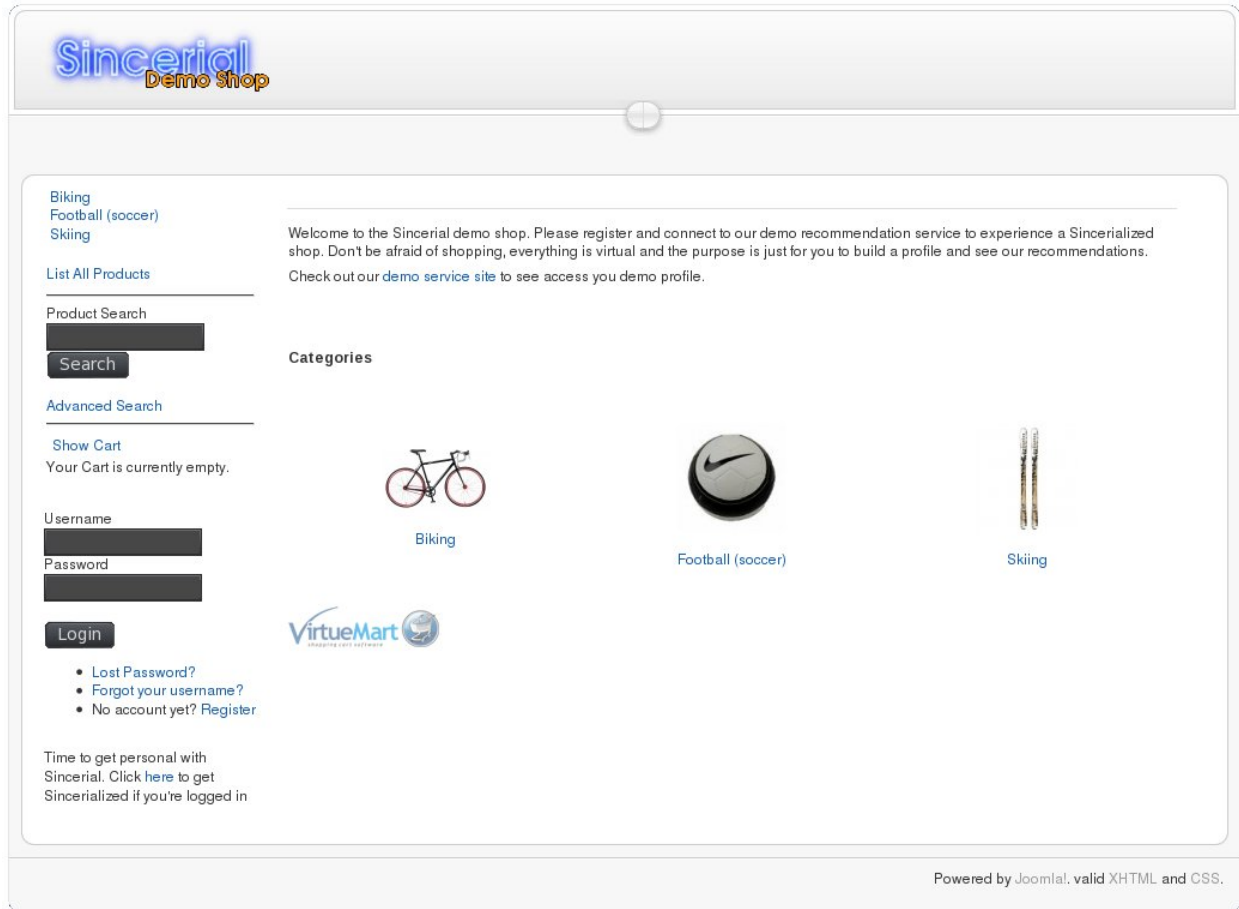 Sincerial
Demo Shop
Biking
Football (soccer)
Skiing
List All Products
Product Search
Search
Advanced Search
Show Cart
Your Cart is currently empty.
Username
Password
Login
Lost Password?
Forgot your username?
No account yet? Register
Time to get personal with
Sincerial. Click here to get
Sincerialized if you're logged in
Welcome to the Sincerial demo shop. Please register and connect to our demo recommendation service to experience a Sincerialized
shop. Don't be afraid of shopping, everything is virtual and the purpose is just for you to build a profile and see our recommendations.
Check out our demo service site to see access you demo profile.
Categories
Biking
Football (soccer)
Skiing
VirtueMart
shopping cart software
Powered by Joomla!. valid XHTML and CSS.